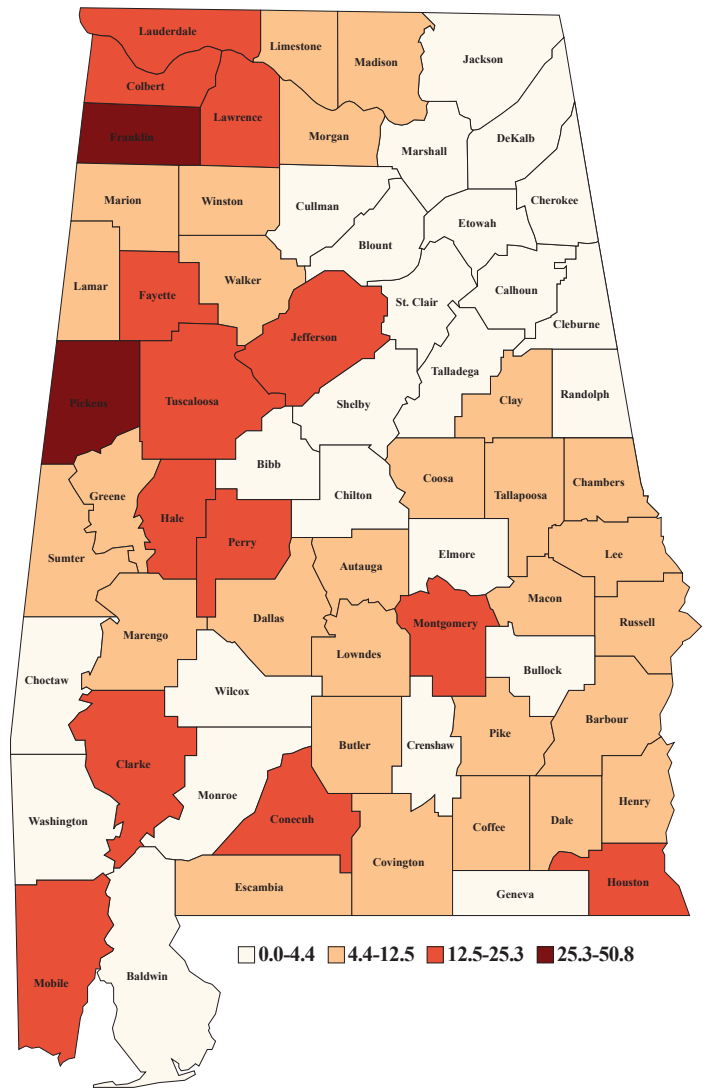 Lauderdale
Limestone
Madison
Jackson
Colbert
Lawrence
Franklin
Morgan
Marshall
DeKalb
Marion
Winston
Cullman
Cherokee
Etowah
Blount
Lamar
Fayette
Walker
St. Clair
Calhoun
Cleburne
Jefferson
Talladega
Pickens
Tuscaloosa
Shelby
Clay
Randolph
Bibb
Coosa
Chilton
Tallapoosa
Chambers
Greene
Hale
Perry
Sumter
Autauga
Elmore
Lee
Macon
Dallas
Montgomery
Russell
Marengo
Lowndes
Bullock
Choctaw
Wilcox
Barbour
Pike
Butler
Crenshaw
Clarke
Monroe
Washington
Conecuh
Henry
Coffee
Dale
Covington
Escambia
Houston
Geneva
0.0-4.4 4.4-12.5 12.5-25.3 25.3-50.8
Baldwin
Mobile